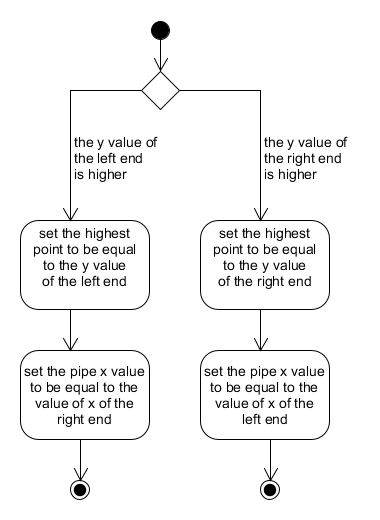 the y value of
the left end
is higher
the y value of
the right end
is higher
set the highest
point to be equal
to the y value
of the left end
set the highest
point to be equal
to the y value
of the right end
set the pipe x value
to be equal to the
value of x of the
right end
set the pipe x value
to be equal to the
value of x of the
left end